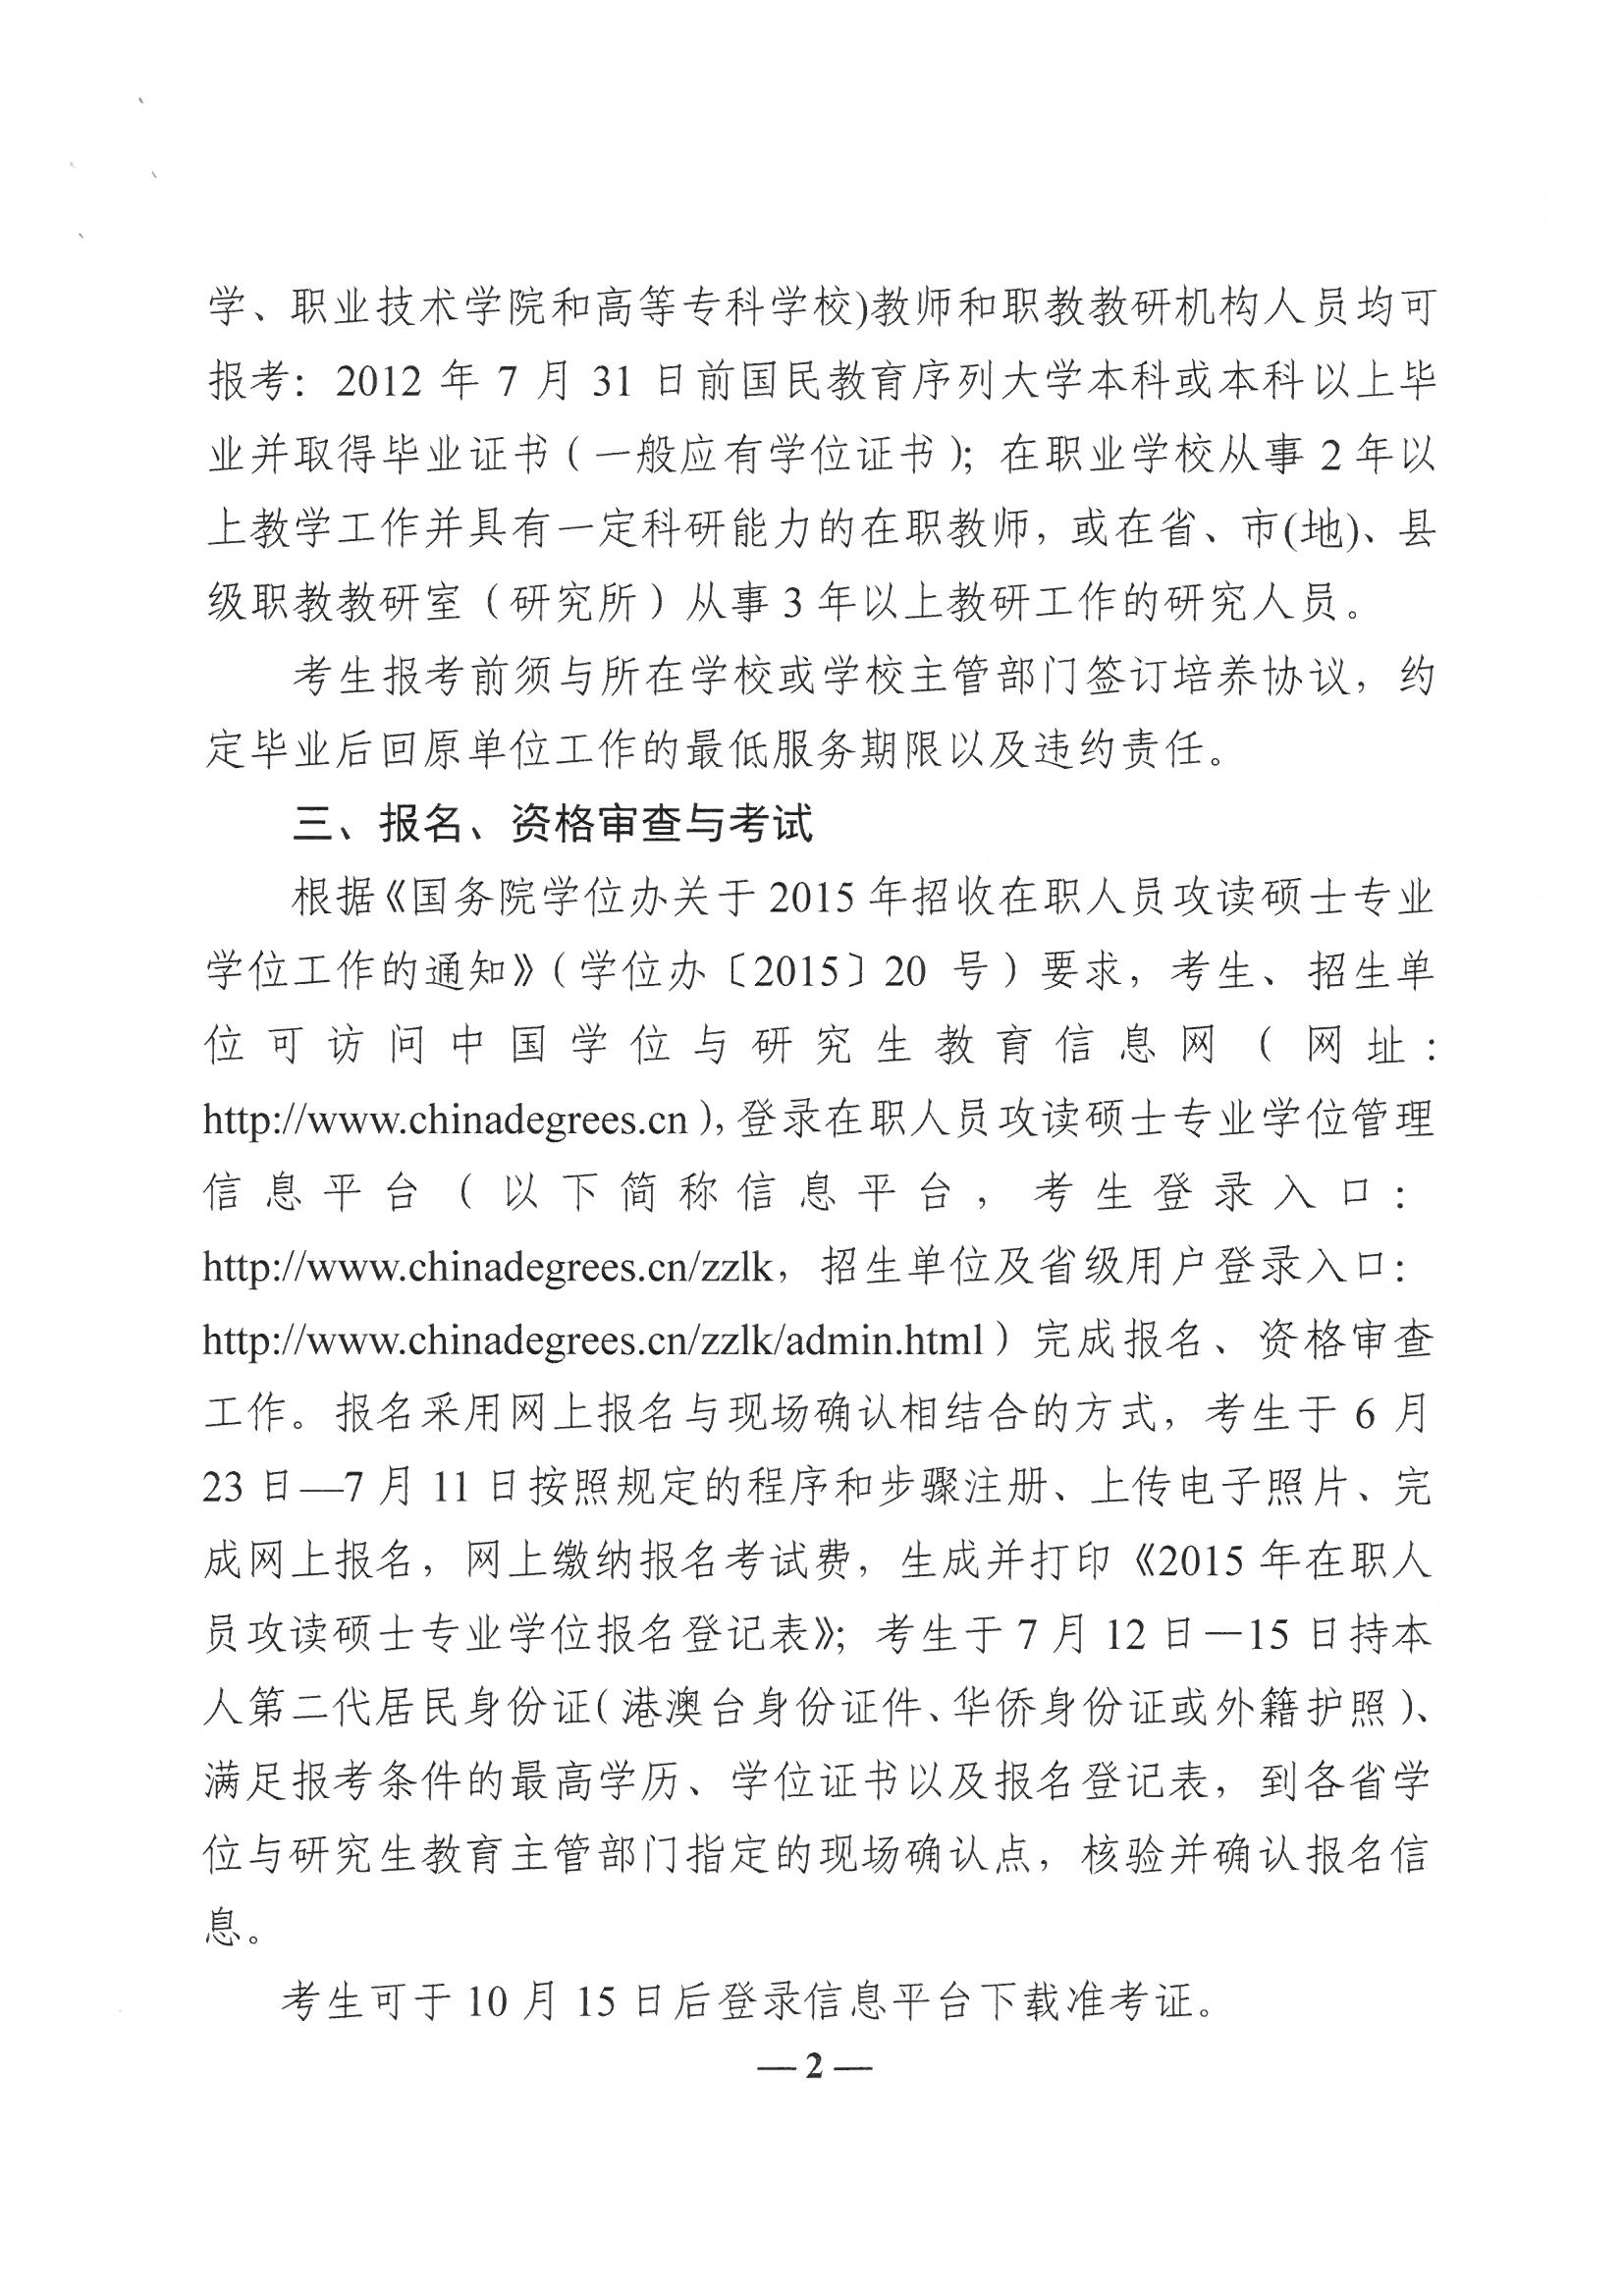 学、职业技术学院和高等专科学校)教师和职教教研机构人员均可
报考：2012 年 7 月 31 日前国民教育序列大学本科或本科以上毕
业并取得毕业证书（一般应有学位证书）；在职业学校从事 2 年以
上教学工作并具有一定科研能力的在职教师，或在省、市(地)、县
级职教教研室（研究所）从事 3 年以上教研工作的研究人员。
考生报考前须与所在学校或学校主管部门签订培养协议，约
定毕业后回原单位工作的最低服务期限以及违约责任。
三、报名、资格审查与考试
根据《国务院学位办关于 2015 年招收在职人员攻读硕士专业
学位工作的通知》（学位办〔2015〕20 号）要求，考生、招生单
位可访问中国学位与研究生教育信息网（网址：
http://www.chinadegrees.cn），登录在职人员攻读硕士专业学位管理
信息平台（以下简称信息平台，考生登录入口：
http://www.chinadegrees.cn/zzlk，招生单位及省级用户登录入口：
http://www.chinadegrees.cn/zzlk/admin.html）完成报名、资格审查
工作。报名采用网上报名与现场确认相结合的方式，考生于 6 月
23 日—7 月 11 日按照规定的程序和步骤注册、上传电子照片、完
成网上报名，网上缴纳报名考试费，生成并打印《2015 年在职人
员攻读硕士专业学位报名登记表》；考生于 7 月 12 日—15 日持本
人第二代居民身份证（港澳台身份证件、华侨身份证或外籍护照）、
满足报考条件的最高学历、学位证书以及报名登记表，到各省学
位与研究生教育主管部门指定的现场确认点，核验并确认报名信
息。
考生可于 10 月 15 日后登录信息平台下载准考证。
— 2 —